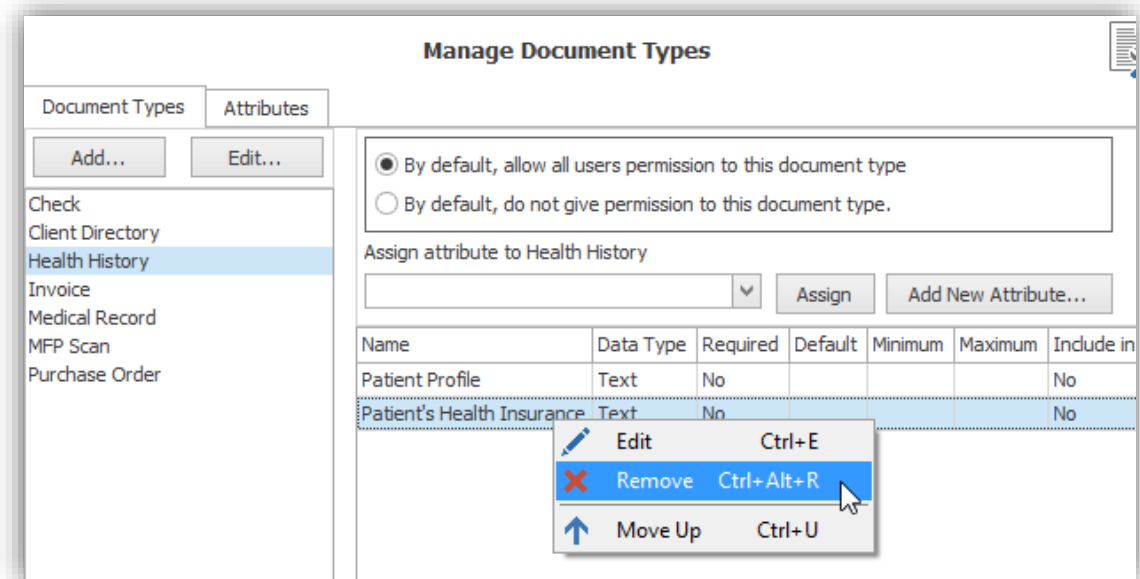 Manage Document Types
Document Types Attributes
Add... Edit...
Check
Client Directory
Health History
Invoice
Medical Record
MFP Scan
Purchase Order
By default, allow all users permission to this document type
By default, do not give permission to this document type.
Assign attribute to Health History
Assign Add New Attribute...
Name Data Type Required Default Minimum Maximum Include in
Patient Profile Text No No
Patient's Health Insurance Text No No
Edit Ctrl+E
Remove Ctrl+Alt+R
Move Up Ctrl+U